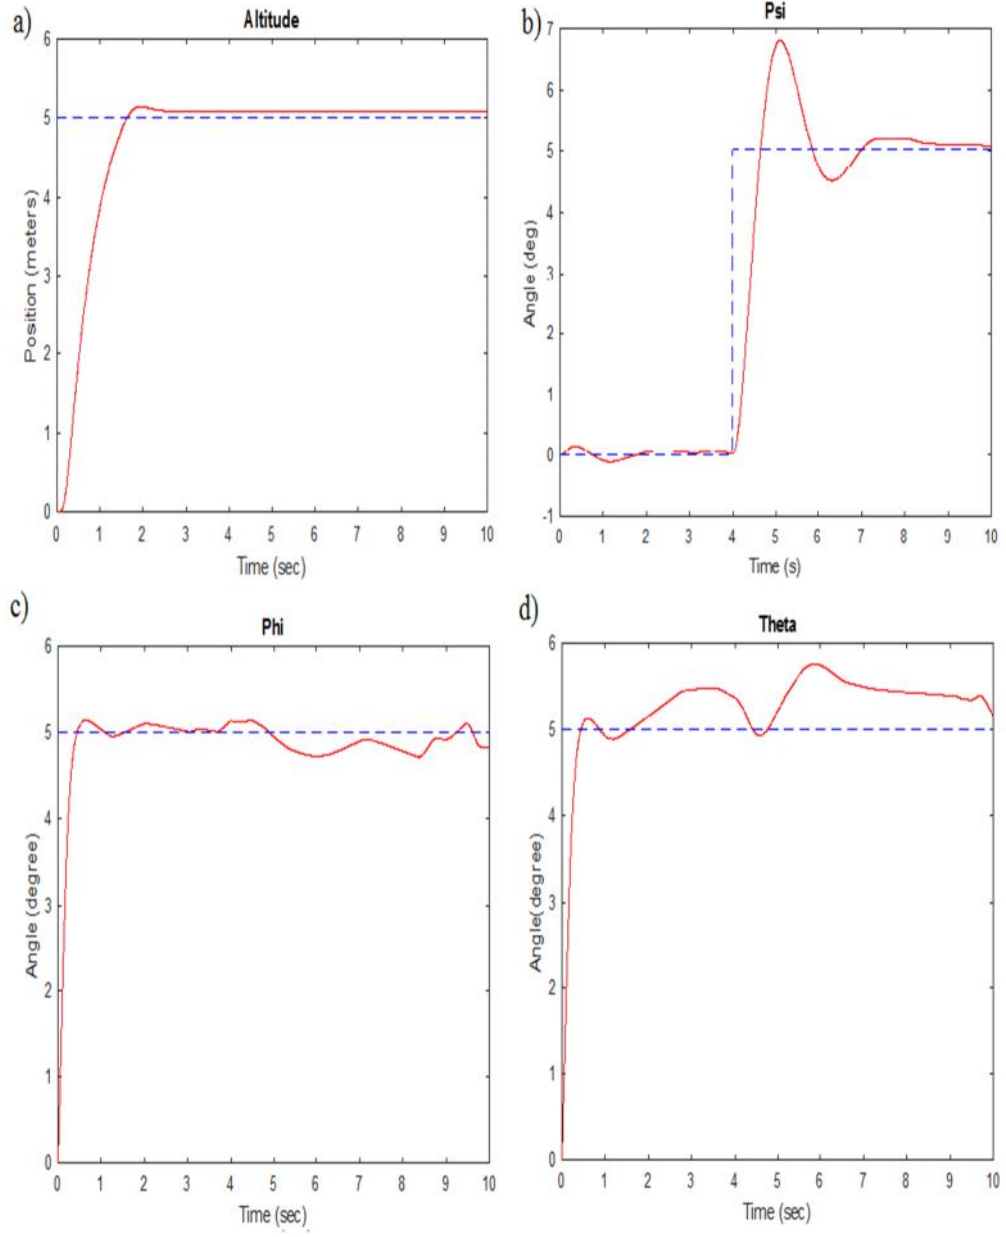 a)
Altitude
6
5
4
3
2
1
0
Position (meters)
0 1 2 3 4 5 6 7 8 9 10
Time (sec)
b)
Psi
7
6
5
4
3
2
1
0
-1
Angle (deg)
0 1 2 3 4 5 6 7 8 9 10
Time (s)
c)
Phi
6
5
4
3
2
1
0
Angle (degree)
0 1 2 3 4 5 6 7 8 9 10
Time (sec)
d)
Theta
6
5
4
3
2
1
0
Angle(degree)
0 1 2 3 4 5 6 7 8 9 10
Time (sec)